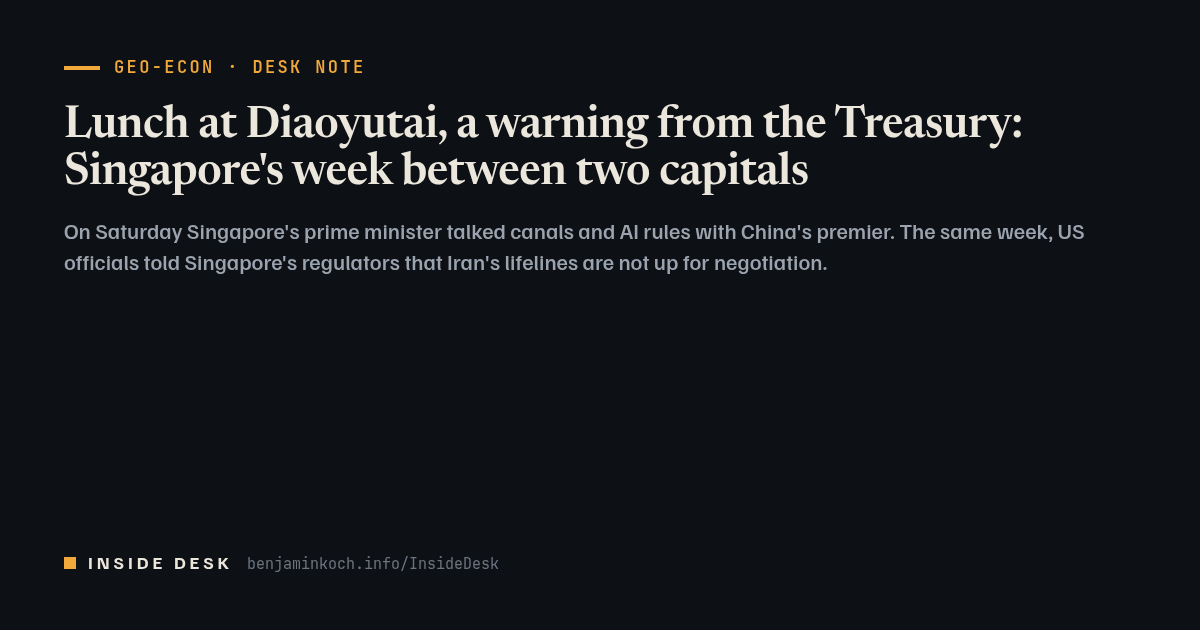 GEO-ECON · DESK NOTE
Lunch at Diaoyutai, a warning from the Treasury:
Singapore's week between two capitals
On Saturday Singapore's prime minister talked canals and AI rules with China's premier. The same week, US
officials told Singapore's regulators that Iran's lifelines are not up for negotiation.
INSIDE DESK benjaminkoch.info/InsideDesk